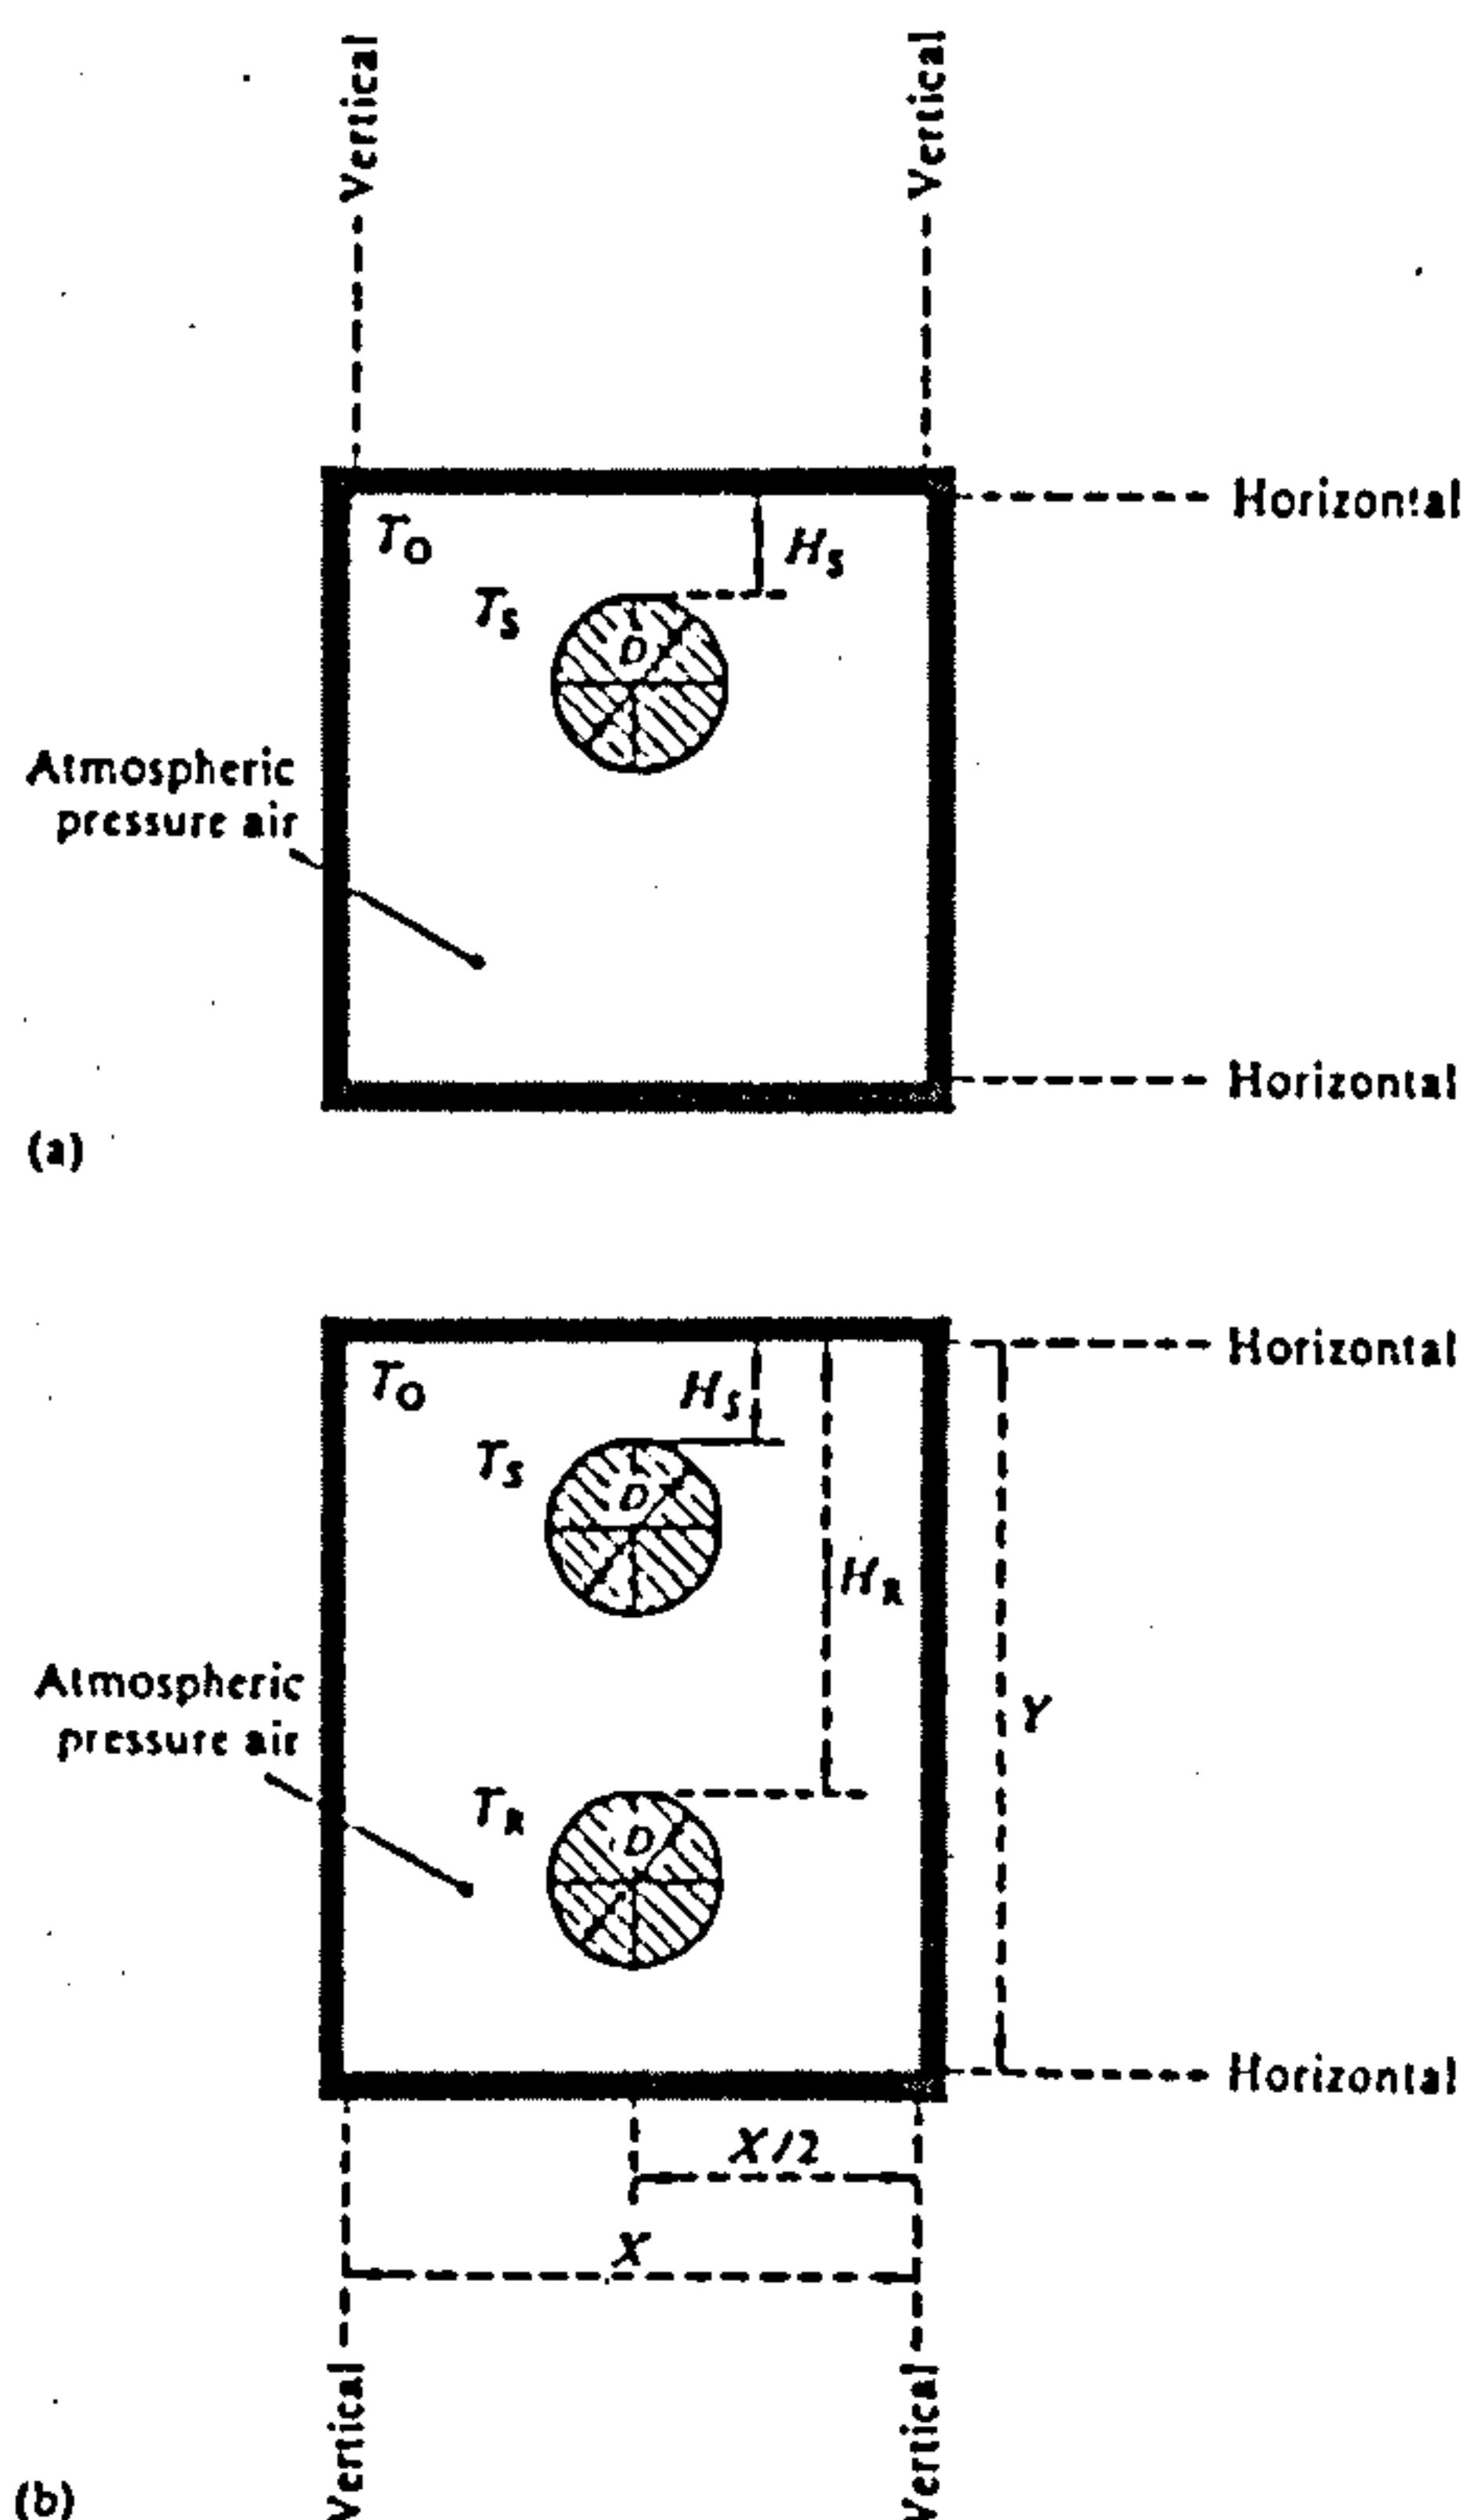 Vertical
Vertical
Horizontal
T_O
H_S
T_S
D
Atmospheric
pressure air
Horizontal
(a)
Horizontal
T_O
H_S
T_S
D
H_R
Atmospheric
pressure air
Y
T_R
D
Horizontal
X/2
X
Vertical
Vertical
(b)